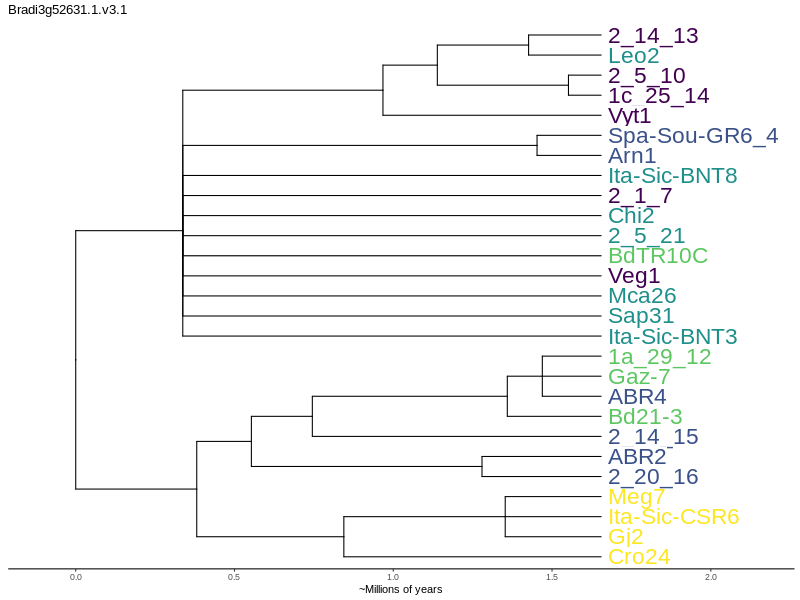 Bradi3g52631.1.v3.1
2_14_13
Leo2
2_5_10
1c_25_14
Vyt1
Spa-Sou-GR6_4
Arn1
Ita-Sic-BNT8
2_1_7
Chi2
2_5_21
BdTR10C
Veg1
Mca26
Sap31
Ita-Sic-BNT3
1a_29_12
Gaz-7
ABR4
Bd21-3
2_14_15
ABR2
2_20_16
Meg7
Ita-Sic-CSR6
Gj2
Cro24
0.0 0.5 1.0 1.5 2.0
~Millions of years